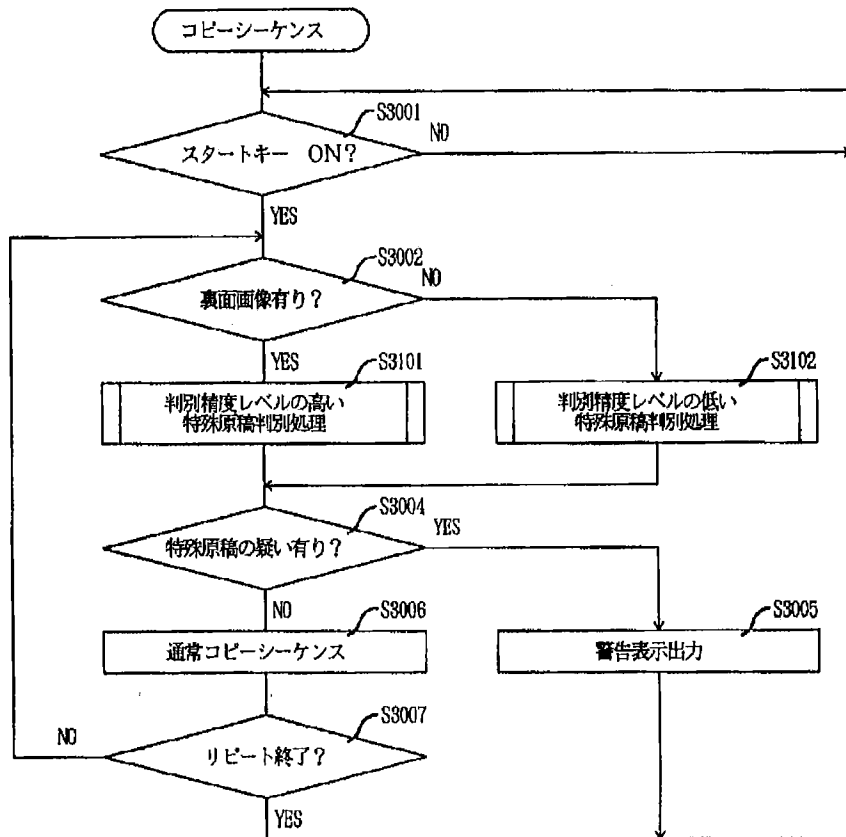 コピーシーケンス
S3001
スタートキー ON?
NO
YES
S3002
裏面画像有り?
NO
YES
S3101
判別精度レベルの高い
特殊原稿判別処理
S3102
判別精度レベルの低い
特殊原稿判別処理
S3004
特殊原稿の疑い有り?
YES
NO
S3006
通常コピーシーケンス
S3005
警告表示出力
S3007
リピート終了?
NO
YES